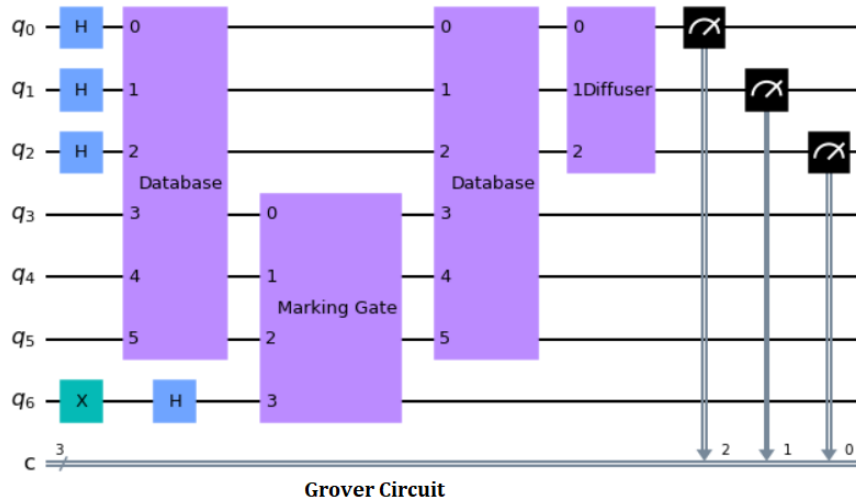 q0 H 0 0 0
q1 H 1 1 1Diffuser
q2 H 2 2 2
Database Database
q3 3 0 3
q4 4 1 4
Marking Gate
q5 5 2 5
q6 X H 3
3
c 2 1 0
Grover Circuit